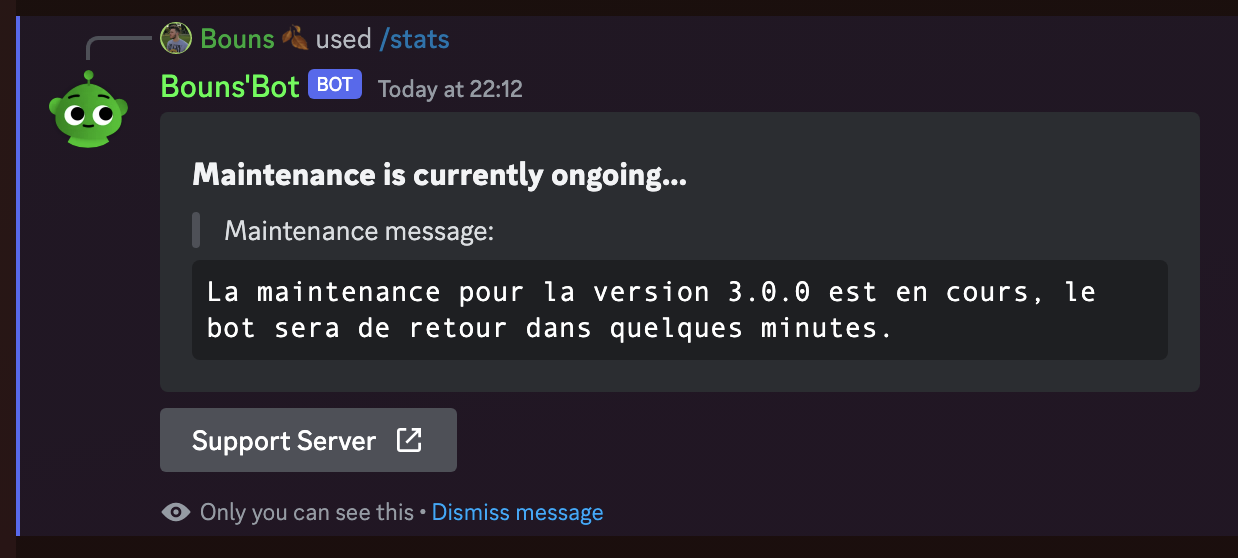 Bouns used /stats
Bouns'Bot BOT Today at 22:12
Maintenance is currently ongoing...
Maintenance message:
La maintenance pour la version 3.0.0 est en cours, le
bot sera de retour dans quelques minutes.
Support Server
Only you can see this • Dismiss message